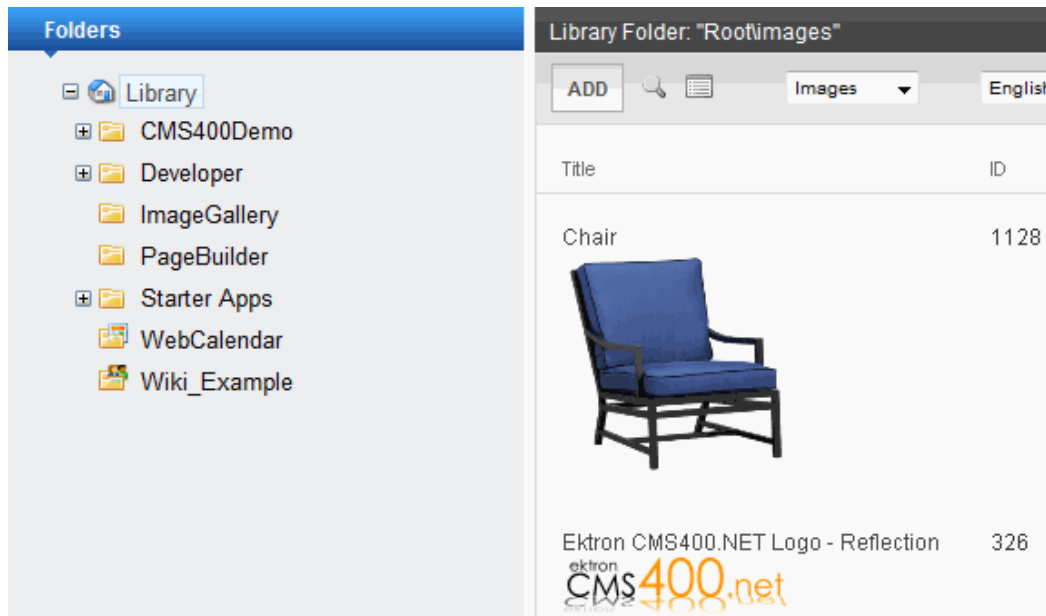 Folders
Library
CMS400Demo
Developer
ImageGallery
PageBuilder
Starter Apps
WebCalendar
Wiki_Example
Library Folder: "Root\images"
ADD Images English
Title ID
Chair 1128
Ektron CMS400.NET Logo - Reflection 326
ektron
CMS400.net